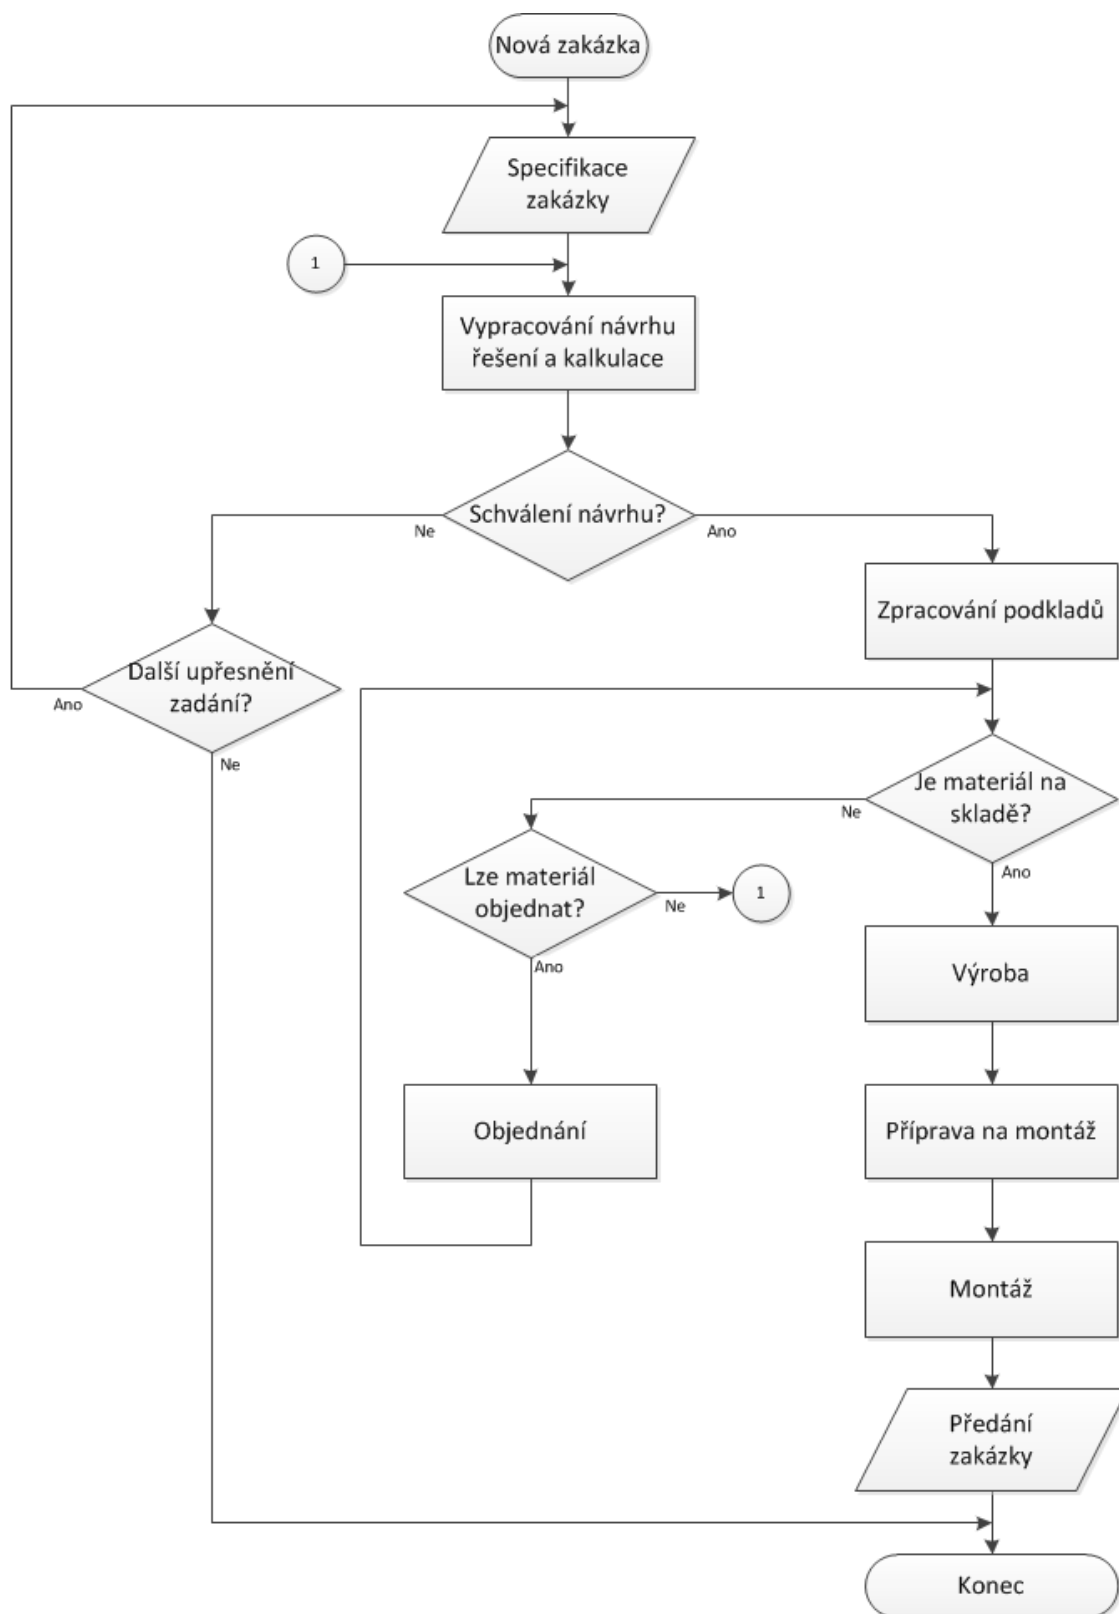 Nová zakázka
Specifikace
zakázky
1
Vypracování návrhu
řešení a kalkulace
Schválení návrhu?
Ne
Ano
Zpracování podkladů
Další upřesnění
zadání?
Ano
Ne
Je materiál na
skladě?
Ne
Ano
Lze materiál
objednat?
Ne
1
Ano
Výroba
Objednání
Příprava na montáž
Montáž
Předání
zakázky
Konec